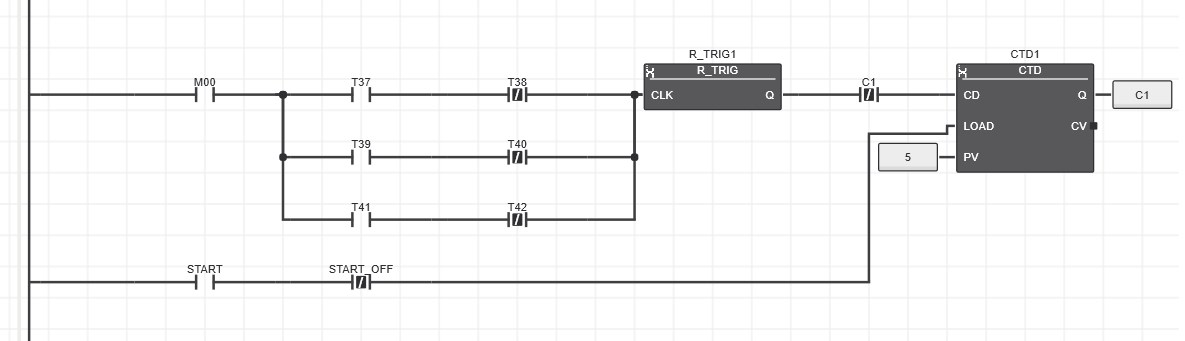 R_TRIG1 CTD1
R_TRIG CTD
M00 T37 T38 C1
CLK Q CD Q C1
LOAD CV
T39 T40
5 PV
T41 T42
START START_OFF